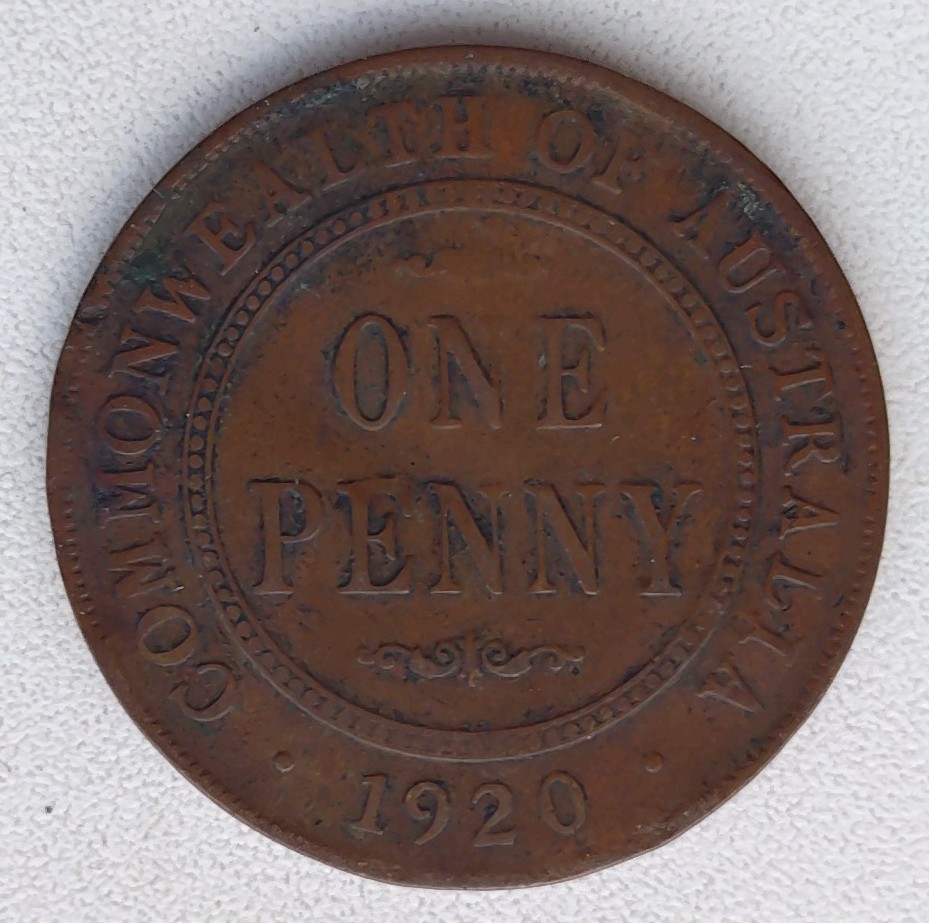 COMMONWEALTH OF AUSTRALIA
ONE
PENNY
· 1920 ·